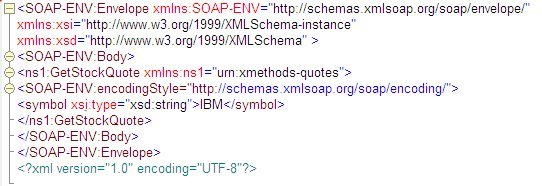 <SOAP-ENV:Envelope xmlns:SOAP-ENV="http://schemas.xmlsoap.org/soap/envelope/"
xmlns:xsi="http://www.w3.org/1999/XMLSchema-instance"
xmlns:xsd="http://www.w3.org/1999/XMLSchema" >
<SOAP-ENV:Body>
<ns1:GetStockQuote xmlns:ns1="urn:xmethods-quotes">
<SOAP-ENV:encodingStyle="http://schemas.xmlsoap.org/soap/encoding/">
<symbol xsi:type="xsd:string">IBM</symbol>
</ns1:GetStockQuote>
</SOAP-ENV:Body>
</SOAP-ENV:Envelope>
<?xml version="1.0" encoding="UTF-8"?>